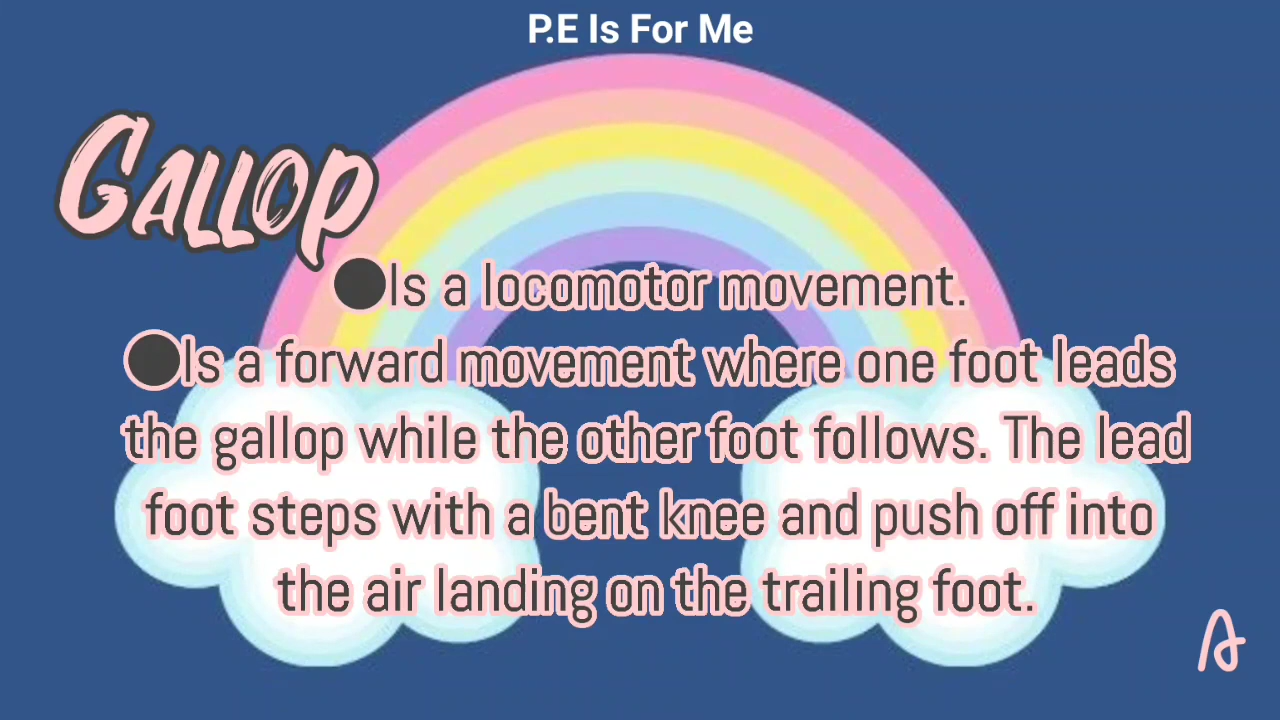 P.E Is For Me
GALLOP
●Is a locomotor movement.
●Is a forward movement where one foot leads
the gallop while the other foot follows. The lead
foot steps with a bent knee and push off into
the air landing on the trailing foot.
A